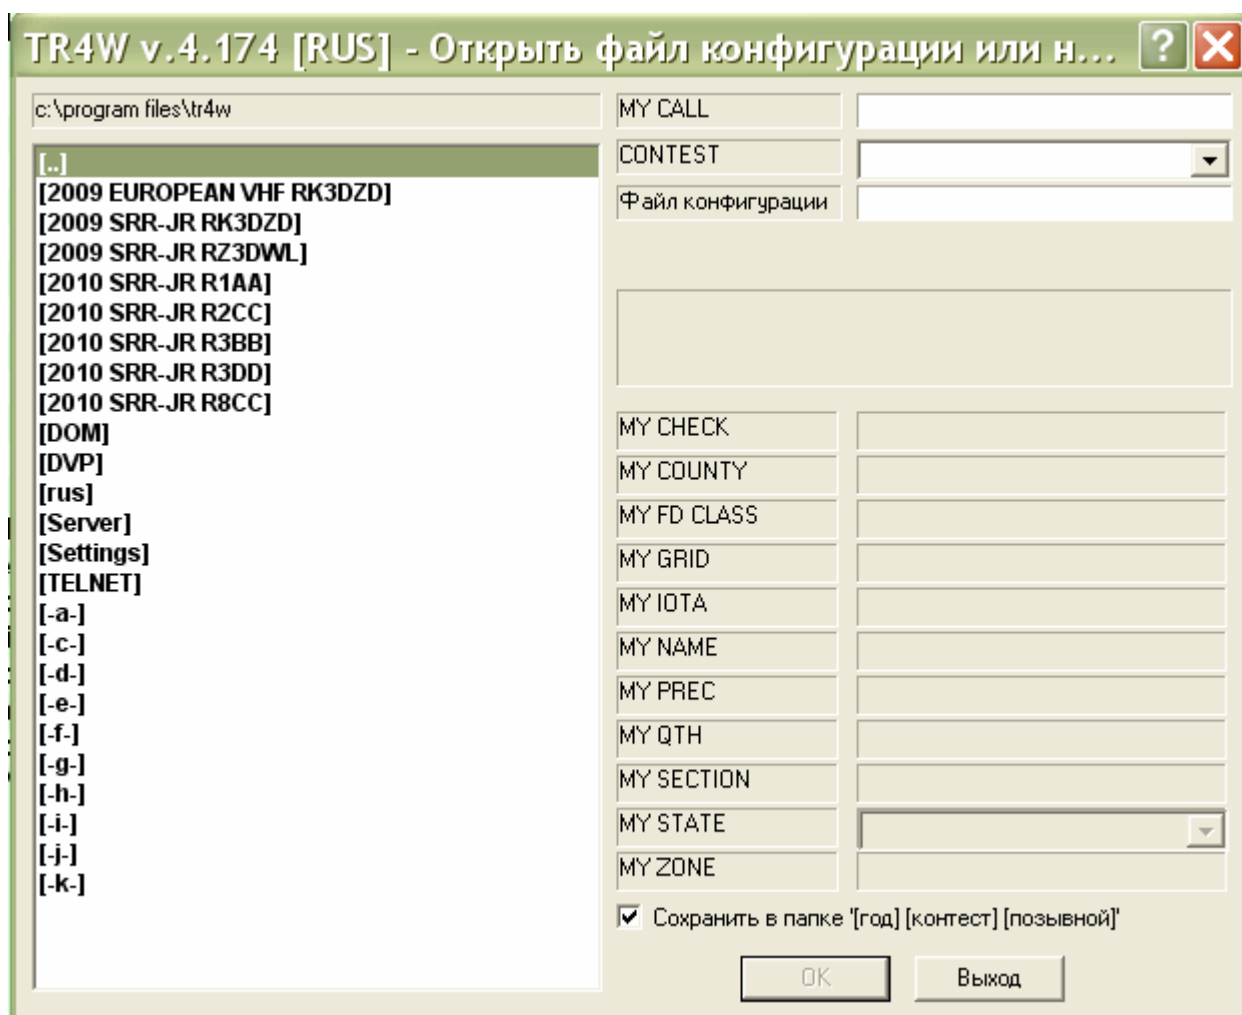 TR4W v.4.174 [RUS] - Открыть файл конфигурации или н...
c:\program files\tr4w
[..]
[2009 EUROPEAN VHF RK3DZD]
[2009 SRR-JR RK3DZD]
[2009 SRR-JR RZ3DWL]
[2010 SRR-JR R1AA]
[2010 SRR-JR R2CC]
[2010 SRR-JR R3BB]
[2010 SRR-JR R3DD]
[2010 SRR-JR R8CC]
[DOM]
[DVP]
[rus]
[Server]
[Settings]
[TELNET]
[-a-]
[-c-]
[-d-]
[-e-]
[-f-]
[-g-]
[-h-]
[-i-]
[-j-]
[-k-]
MY CALL
CONTEST
Файл конфигурации
MY CHECK
MY COUNTY
MY FD CLASS
MY GRID
MY IOTA
MY NAME
MY PREC
MY QTH
MY SECTION
MY STATE
MY ZONE
Сохранить в папке '[год] [контест] [позывной]'
OK
Выход